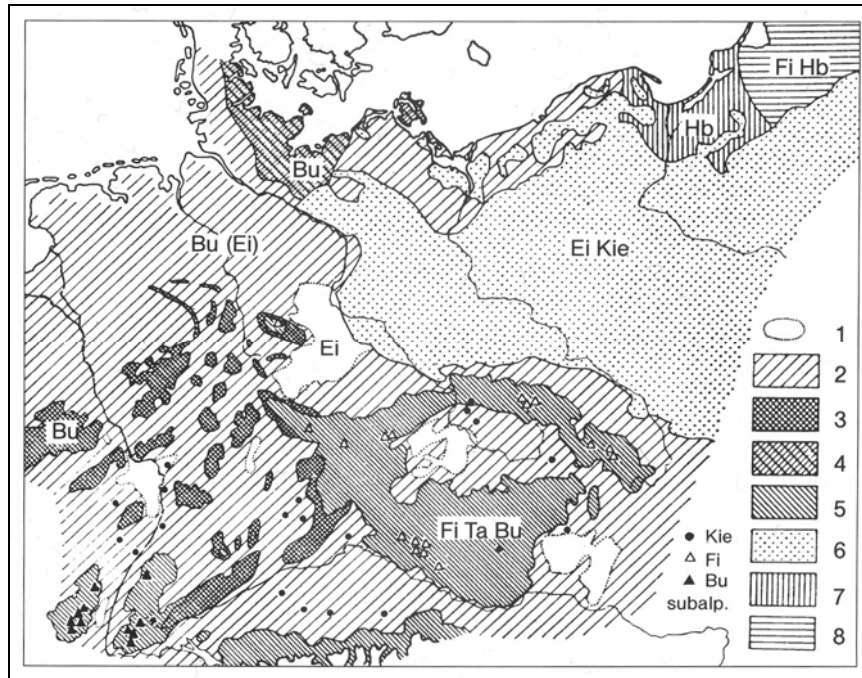 Fi Hb
Hb
Bu
Bu (Ei)
Ei Kie
Ei
Bu
Fi Ta Bu
1
2
3
4
5
6
7
8
Kie
Fi
Bu
subalp.